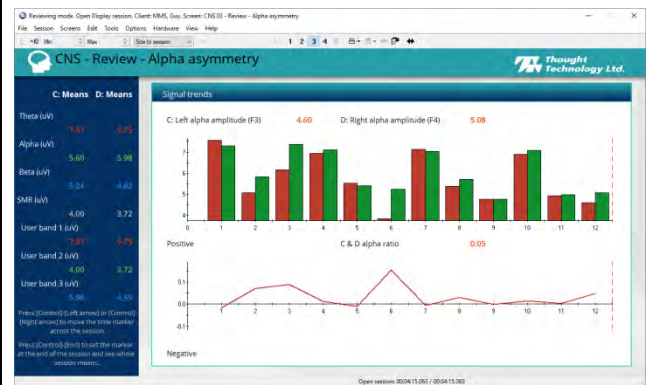 Reviewing mode. Open Display session. Client: MMS, Guy. Screen: CNS 03 - Review - Alpha asymmetry
File Session Screens Edit Tools Options Hardware View Help
Min Max Size to session 1 2 3 4
CNS - Review - Alpha asymmetry
Thought
Technology Ltd.
C: Means D: Means
Theta (uV)
7.97 9.75
Alpha (uV)
5.60 5.98
Beta (uV)
5.24 4.82
SMR (uV)
4.00 3.72
User band 1 (uV)
7.97 9.75
User band 2 (uV)
4.00 3.72
User band 3 (uV)
5.98 4.59
Press [Control]-[Left arrow] or [Control]
[Right arrow] to move the time marker
across the session.
Press [Control]-[End] to set the marker
at the end of the session and see whole
session means.
Signal trends
C: Left alpha amplitude (F3) 4.60 D: Right alpha amplitude (F4) 5.08
7
6
5
4
0 1 2 3 4 5 6 7 8 9 10 11 12
Positive C & D alpha ratio 0.05
0.1
0.0 1 2 3 4 5 6 7 8 9 10 11 12
-0.1
Negative
Open session: 00:04:15.063 / 00:04:15.063